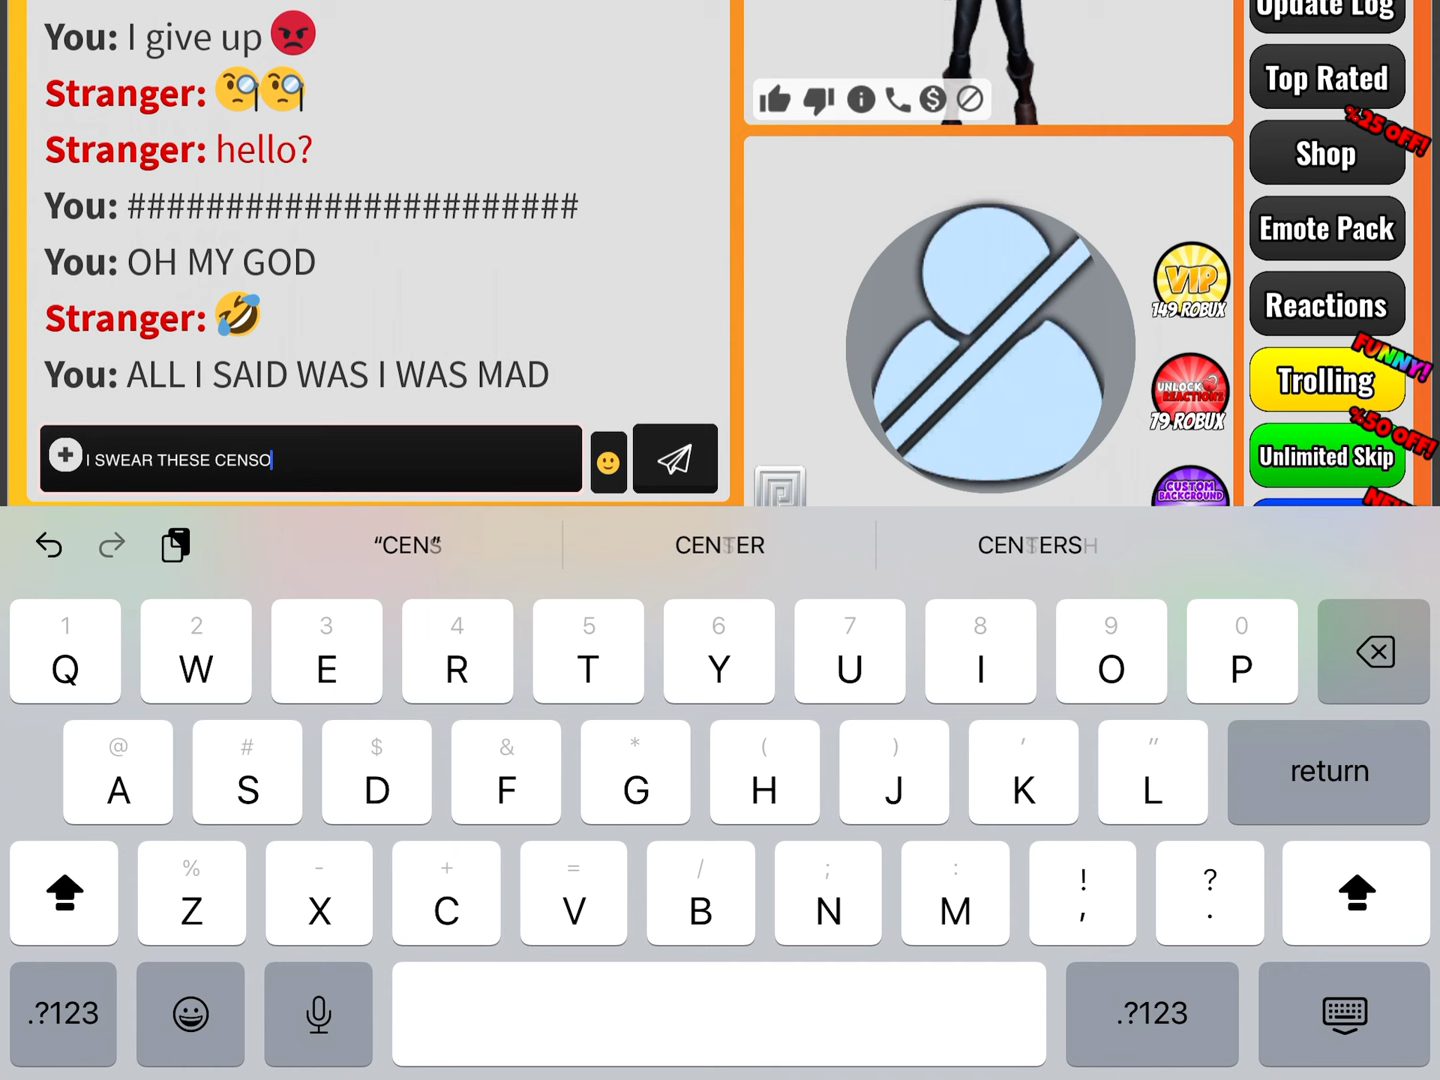 You: I give up 😡
Update Log
Stranger: 🧐🧐
Top Rated
%25 OFF!
Stranger: hello?
Shop
You: #######################
Emote Pack
You: OH MY GOD
VIP
149 ROBUX
Reactions
Stranger: 🤣
FUNNY!
You: ALL I SAID WAS I WAS MAD
Trolling
UNLOCK
REACTIONS
79 ROBUX
%50 OFF!
I SWEAR THESE CENSO
Unlimited Skip
CUSTOM
BACKGROUND
NEW
“CEN” CENTER CENTERS
1 2 3 4 5 6 7 8 9 0
Q W E R T Y U I O P
@ # $ & * ( ) ' "
A S D F G H J K L return
% - + = / ; : ! ?
Z X C V B N M , .
.?123 .?123